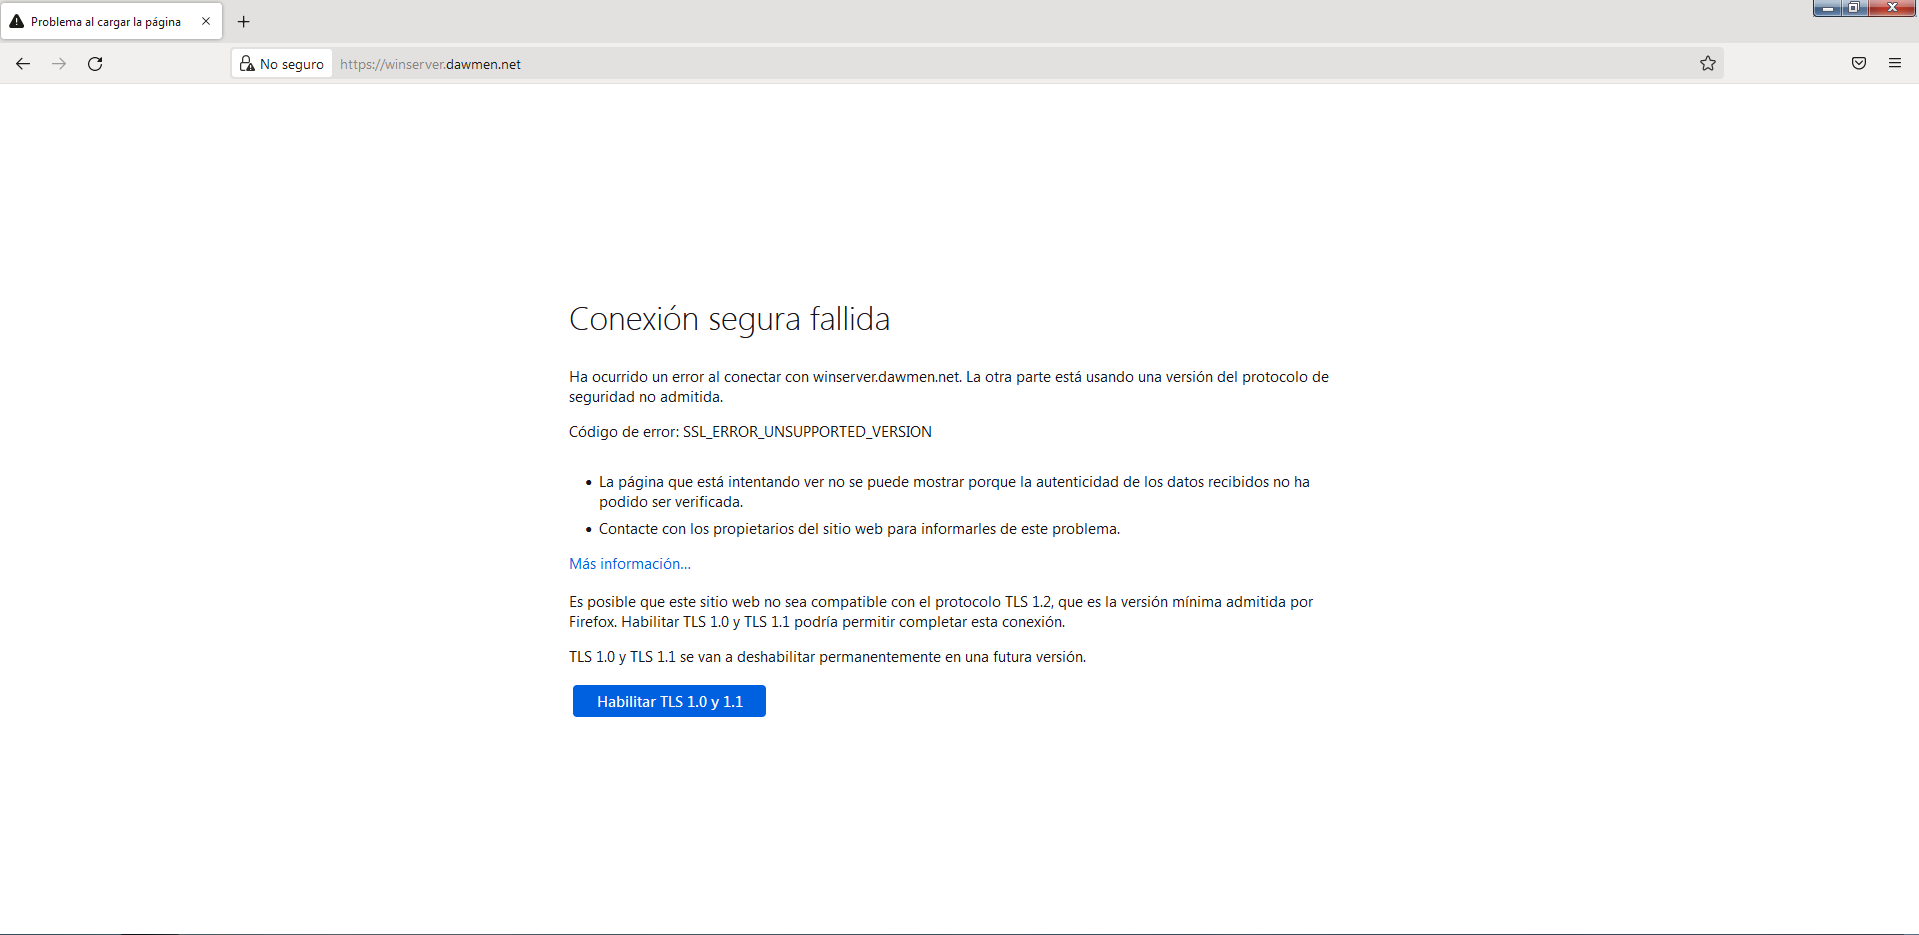 Problema al cargar la página
No seguro
https://winserver.dawmen.net
Conexión segura fallida
Ha ocurrido un error al conectar con winserver.dawmen.net. La otra parte está usando una versión del protocolo de
seguridad no admitida.
Código de error: SSL_ERROR_UNSUPPORTED_VERSION
• La página que está intentando ver no se puede mostrar porque la autenticidad de los datos recibidos no ha
podido ser verificada.
• Contacte con los propietarios del sitio web para informarles de este problema.
Más información...
Es posible que este sitio web no sea compatible con el protocolo TLS 1.2, que es la versión mínima admitida por
Firefox. Habilitar TLS 1.0 y TLS 1.1 podría permitir completar esta conexión.
TLS 1.0 y TLS 1.1 se van a deshabilitar permanentemente en una futura versión.
Habilitar TLS 1.0 y 1.1